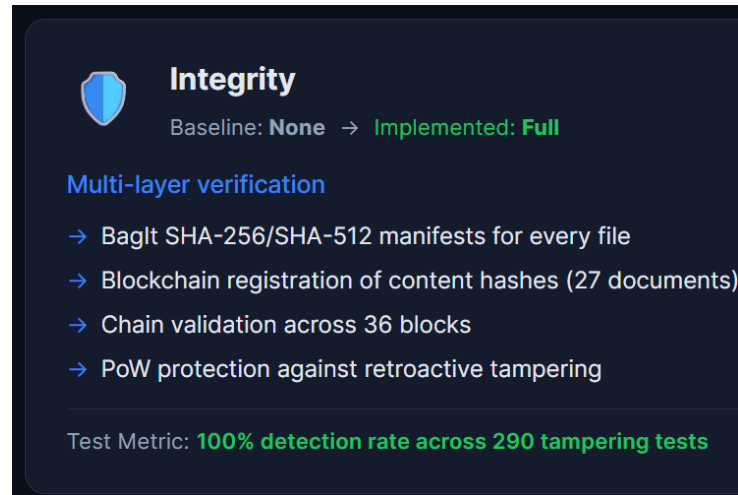 Integrity
Baseline: None → Implemented: Full
Multi-layer verification
→ BagIt SHA-256/SHA-512 manifests for every file
→ Blockchain registration of content hashes (27 documents)
→ Chain validation across 36 blocks
→ PoW protection against retroactive tampering
Test Metric: 100% detection rate across 290 tampering tests